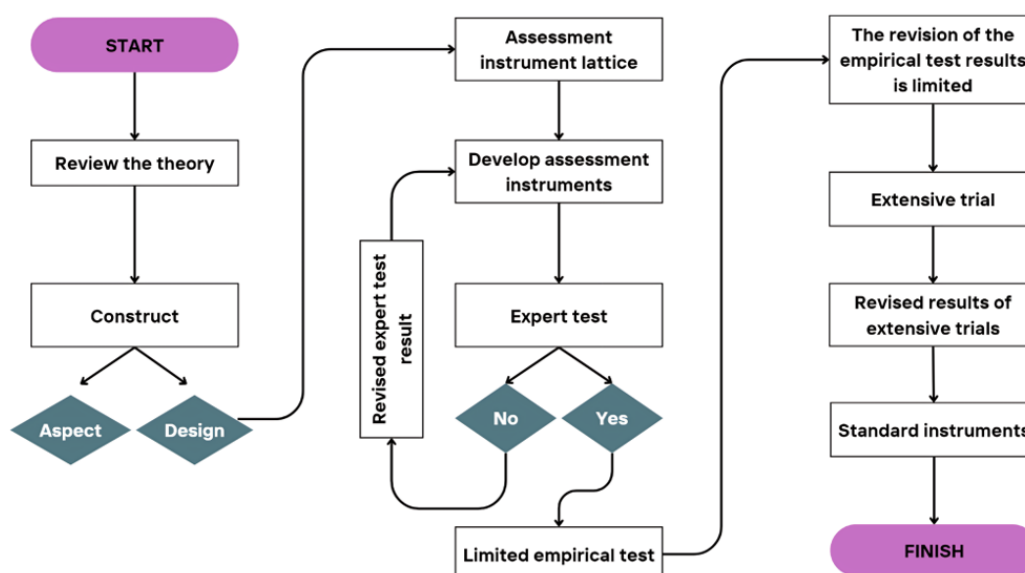 START
Review the theory
Construct
Aspect
Design
Assessment
instrument lattice
Develop assessment
instruments
Revised expert test
result
Expert test
No
Yes
Limited empirical test
The revision of the
empirical test results
is limited
Extensive trial
Revised results of
extensive trials
Standard instruments
FINISH